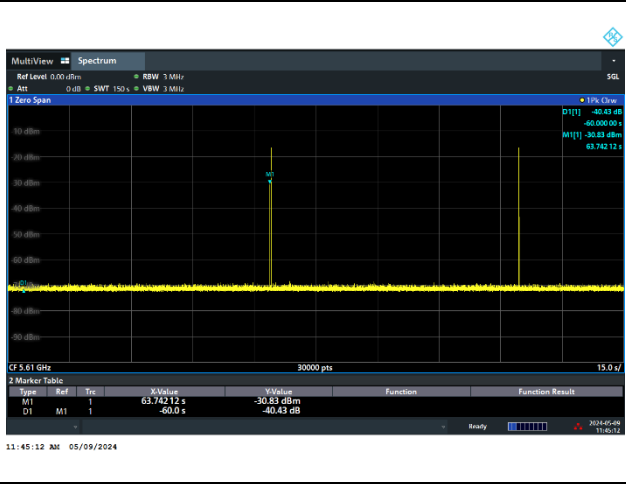 MultiView Spectrum
Ref Level 0.00 dBm RBW 3 MHz SGL
Att 0 dB SWT 150 s VBW 3 MHz
1 Zero Span 1Pk Clrw
D1[1] -40.43 dB
-60.000 00 s
M1[1] -30.83 dBm
63.742 12 s
-10 dBm
-20 dBm
M1
-30 dBm
-40 dBm
-50 dBm
-60 dBm
D1
-80 dBm
-90 dBm
CF 5.61 GHz 30000 pts 15.0 s/
2 Marker Table
Type Ref Trc X-Value Y-Value Function Function Result
M1 1 63.742 12 s -30.83 dBm
D1 M1 1 -60.0 s -40.43 dB
Ready 2024-05-09
11:45:12
11:45:12 AM 05/09/2024